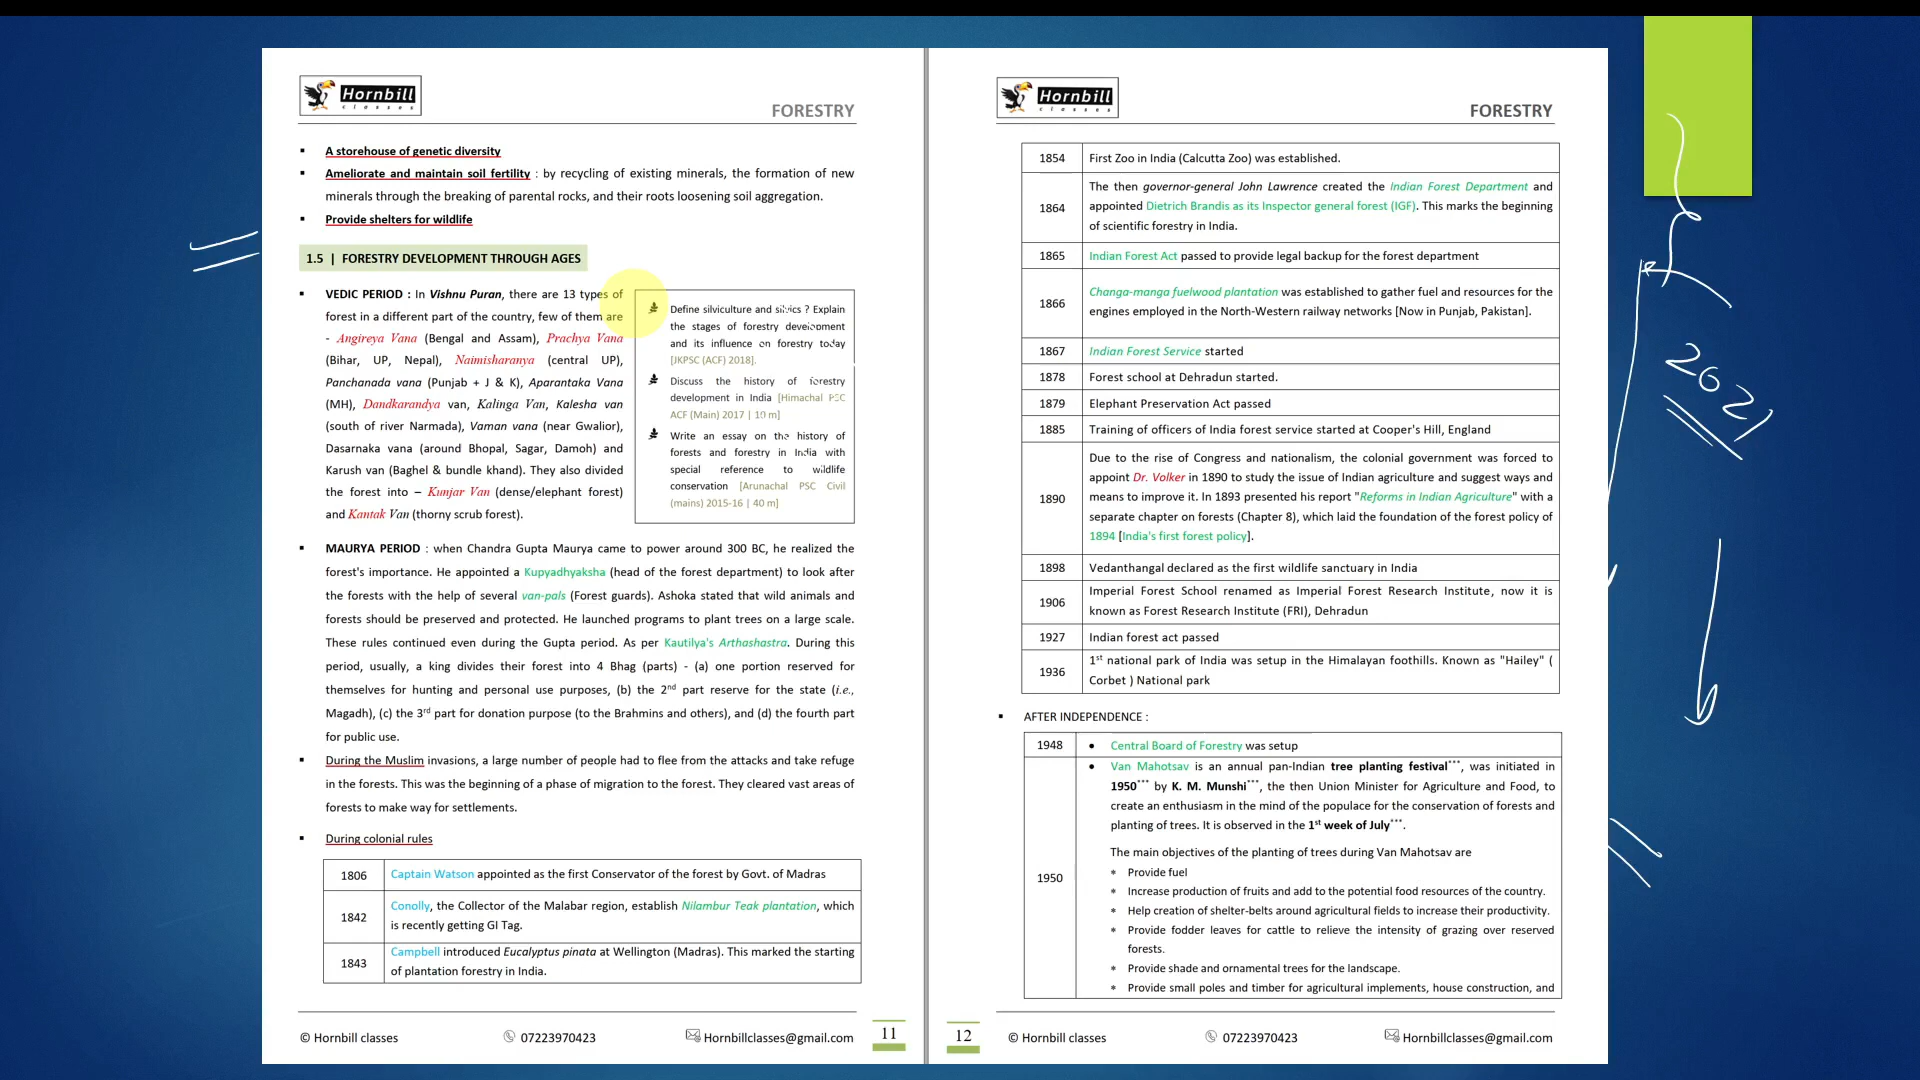 Hornbill
classes
FORESTRY
▪ A storehouse of genetic diversity
▪ Ameliorate and maintain soil fertility : by recycling of existing minerals, the formation of new
minerals through the breaking of parental rocks, and their roots loosening soil aggregation.
▪ Provide shelters for wildlife
1.5 | FORESTRY DEVELOPMENT THROUGH AGES
▪ VEDIC PERIOD : In Vishnu Puran, there are 13 types of
forest in a different part of the country, few of them are
- Angireya Vana (Bengal and Assam), Prachya Vana
(Bihar, UP, Nepal), Naimisharanya (central UP),
Panchanada vana (Punjab + J & K), Aparantaka Vana
(MH), Dandkarandya van, Kalinga Van, Kalesha van
(south of river Narmada), Vaman vana (near Gwalior),
Dasarnaka vana (around Bhopal, Sagar, Damoh) and
Karush van (Baghel & bundle khand). They also divided
the forest into – Kunjar Van (dense/elephant forest)
and Kantak Van (thorny scrub forest).
Define silviculture and silvics ? Explain
the stages of forestry development
and its influence on forestry today
[JKPSC (ACF) 2018].
Discuss the history of forestry
development in India [Himachal PSC
ACF (Main) 2017 | 10 m]
Write an essay on the history of
forests and forestry in India with
special reference to wildlife
conservation [Arunachal PSC Civil
(mains) 2015-16 | 40 m]
▪ MAURYA PERIOD : when Chandra Gupta Maurya came to power around 300 BC, he realized the
forest's importance. He appointed a Kupyadhyaksha (head of the forest department) to look after
the forests with the help of several van-pals (Forest guards). Ashoka stated that wild animals and
forests should be preserved and protected. He launched programs to plant trees on a large scale.
These rules continued even during the Gupta period. As per Kautilya's Arthashastra. During this
period, usually, a king divides their forest into 4 Bhag (parts) - (a) one portion reserved for
themselves for hunting and personal use purposes, (b) the 2nd part reserve for the state (i.e.,
Magadh), (c) the 3rd part for donation purpose (to the Brahmins and others), and (d) the fourth part
for public use.
▪ During the Muslim invasions, a large number of people had to flee from the attacks and take refuge
in the forests. This was the beginning of a phase of migration to the forest. They cleared vast areas of
forests to make way for settlements.
▪ During colonial rules
1806 Captain Watson appointed as the first Conservator of the forest by Govt. of Madras
1842 Conolly, the Collector of the Malabar region, establish Nilambur Teak plantation, which
is recently getting GI Tag.
1843 Campbell introduced Eucalyptus pinata at Wellington (Madras). This marked the starting
of plantation forestry in India.
© Hornbill classes 07223970423 Hornbillclasses@gmail.com 11
Hornbill
classes
FORESTRY
1854 First Zoo in India (Calcutta Zoo) was established.
1864 The then governor-general John Lawrence created the Indian Forest Department and
appointed Dietrich Brandis as its Inspector general forest (IGF). This marks the beginning
of scientific forestry in India.
1865 Indian Forest Act passed to provide legal backup for the forest department
1866 Changa-manga fuelwood plantation was established to gather fuel and resources for the
engines employed in the North-Western railway networks [Now in Punjab, Pakistan].
1867 Indian Forest Service started
1878 Forest school at Dehradun started.
1879 Elephant Preservation Act passed
1885 Training of officers of India forest service started at Cooper's Hill, England
1890 Due to the rise of Congress and nationalism, the colonial government was forced to
appoint Dr. Volker in 1890 to study the issue of Indian agriculture and suggest ways and
means to improve it. In 1893 presented his report "Reforms in Indian Agriculture" with a
separate chapter on forests (Chapter 8), which laid the foundation of the forest policy of
1894 [India's first forest policy].
1898 Vedanthangal declared as the first wildlife sanctuary in India
1906 Imperial Forest School renamed as Imperial Forest Research Institute, now it is
known as Forest Research Institute (FRI), Dehradun
1927 Indian forest act passed
1936 1st national park of India was setup in the Himalayan foothills. Known as "Hailey" (
Corbet ) National park
▪ AFTER INDEPENDENCE :
1948 • Central Board of Forestry was setup
1950 • Van Mahotsav is an annual pan-Indian tree planting festival***, was initiated in
1950*** by K. M. Munshi***, the then Union Minister for Agriculture and Food, to
create an enthusiasm in the mind of the populace for the conservation of forests and
planting of trees. It is observed in the 1st week of July***.
The main objectives of the planting of trees during Van Mahotsav are
* Provide fuel
* Increase production of fruits and add to the potential food resources of the country.
* Help creation of shelter-belts around agricultural fields to increase their productivity.
* Provide fodder leaves for cattle to relieve the intensity of grazing over reserved
forests.
* Provide shade and ornamental trees for the landscape.
* Provide small poles and timber for agricultural implements, house construction, and
12 © Hornbill classes 07223970423 Hornbillclasses@gmail.com